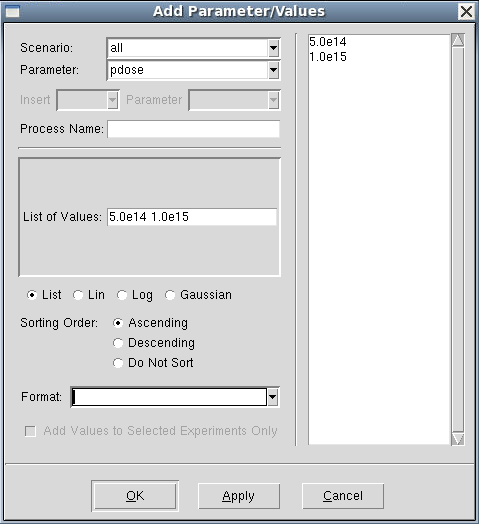 Add Parameter/Values
Scenario: all
Parameter: pdose
Insert Parameter
Process Name:
List of Values: 5.0e14 1.0e15
List Lin Log Gaussian
Sorting Order: Ascending
Descending
Do Not Sort
Format:
Add Values to Selected Experiments Only
5.0e14
1.0e15
OK Apply Cancel